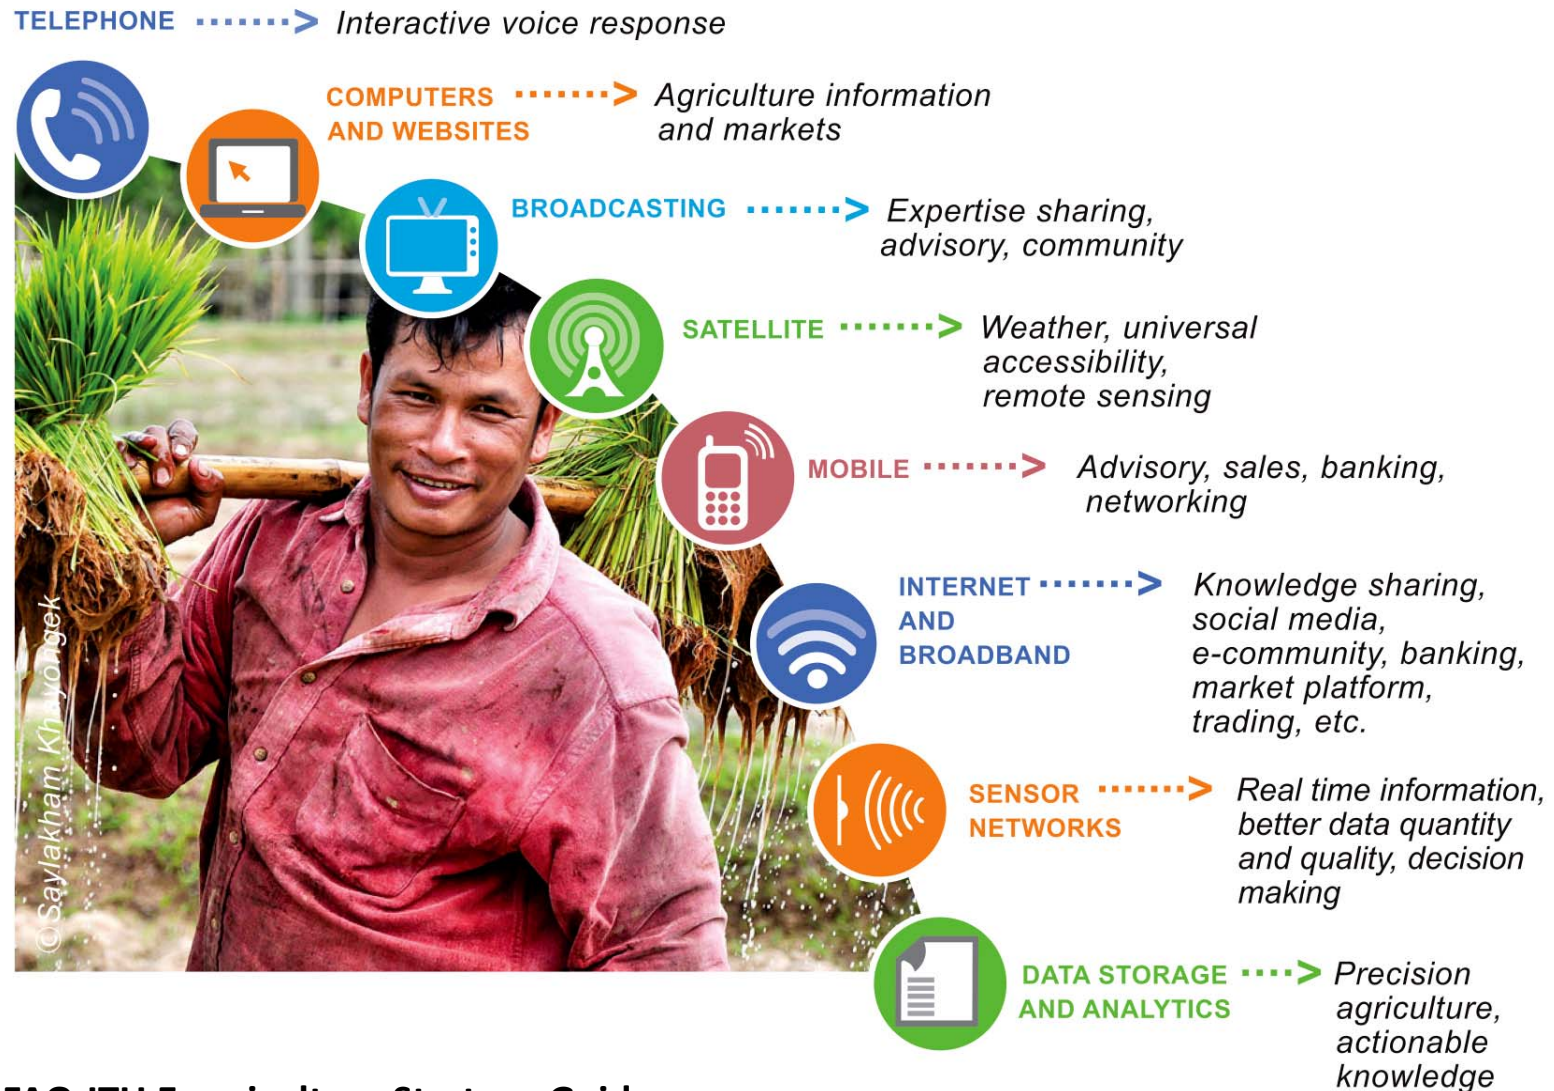 TELEPHONE > Interactive voice response
COMPUTERS > Agriculture information
AND WEBSITES and markets
BROADCASTING > Expertise sharing,
advisory, community
SATELLITE > Weather, universal
accessibility,
remote sensing
MOBILE > Advisory, sales, banking,
networking
INTERNET > Knowledge sharing,
AND social media,
BROADBAND e-community, banking,
market platform,
trading, etc.
SENSOR > Real time information,
NETWORKS better data quantity
and quality, decision
making
DATA STORAGE > Precision
AND ANALYTICS agriculture,
actionable
knowledge
©Saylakham